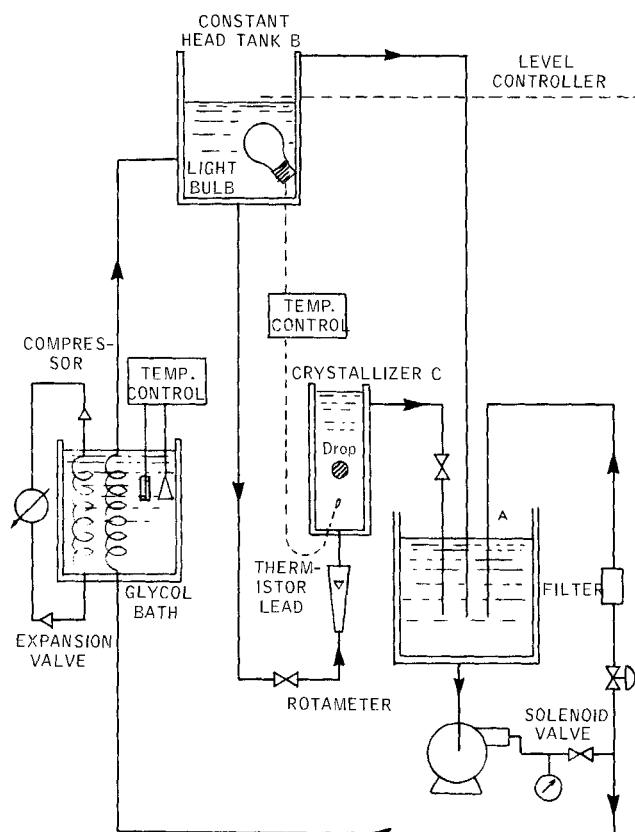 CONSTANT
HEAD TANK B
LEVEL
CONTROLLER
LIGHT
BULB
TEMP.
CONTROL
COMPRES-
SOR
TEMP.
CONTROL
CRYSTALLIZER C
Drop
A
THERM-
ISTOR
LEAD
GLYCOL
BATH
FILTER
EXPANSION
VALVE
ROTAMETER
SOLENOID
VALVE